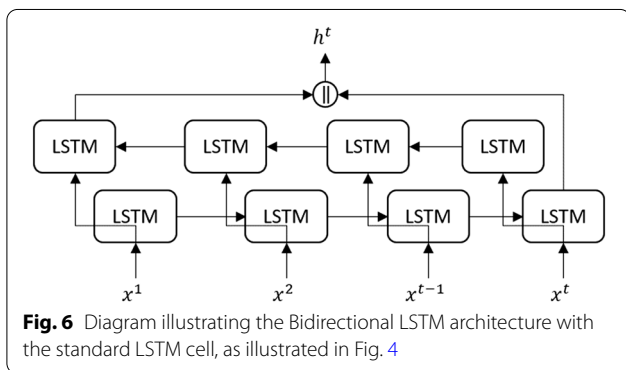 h^t
||
LSTM LSTM LSTM LSTM
LSTM LSTM LSTM LSTM
x^1 x^2 x^{t-1} x^t
Fig. 6 Diagram illustrating the Bidirectional LSTM architecture with
the standard LSTM cell, as illustrated in Fig. 4